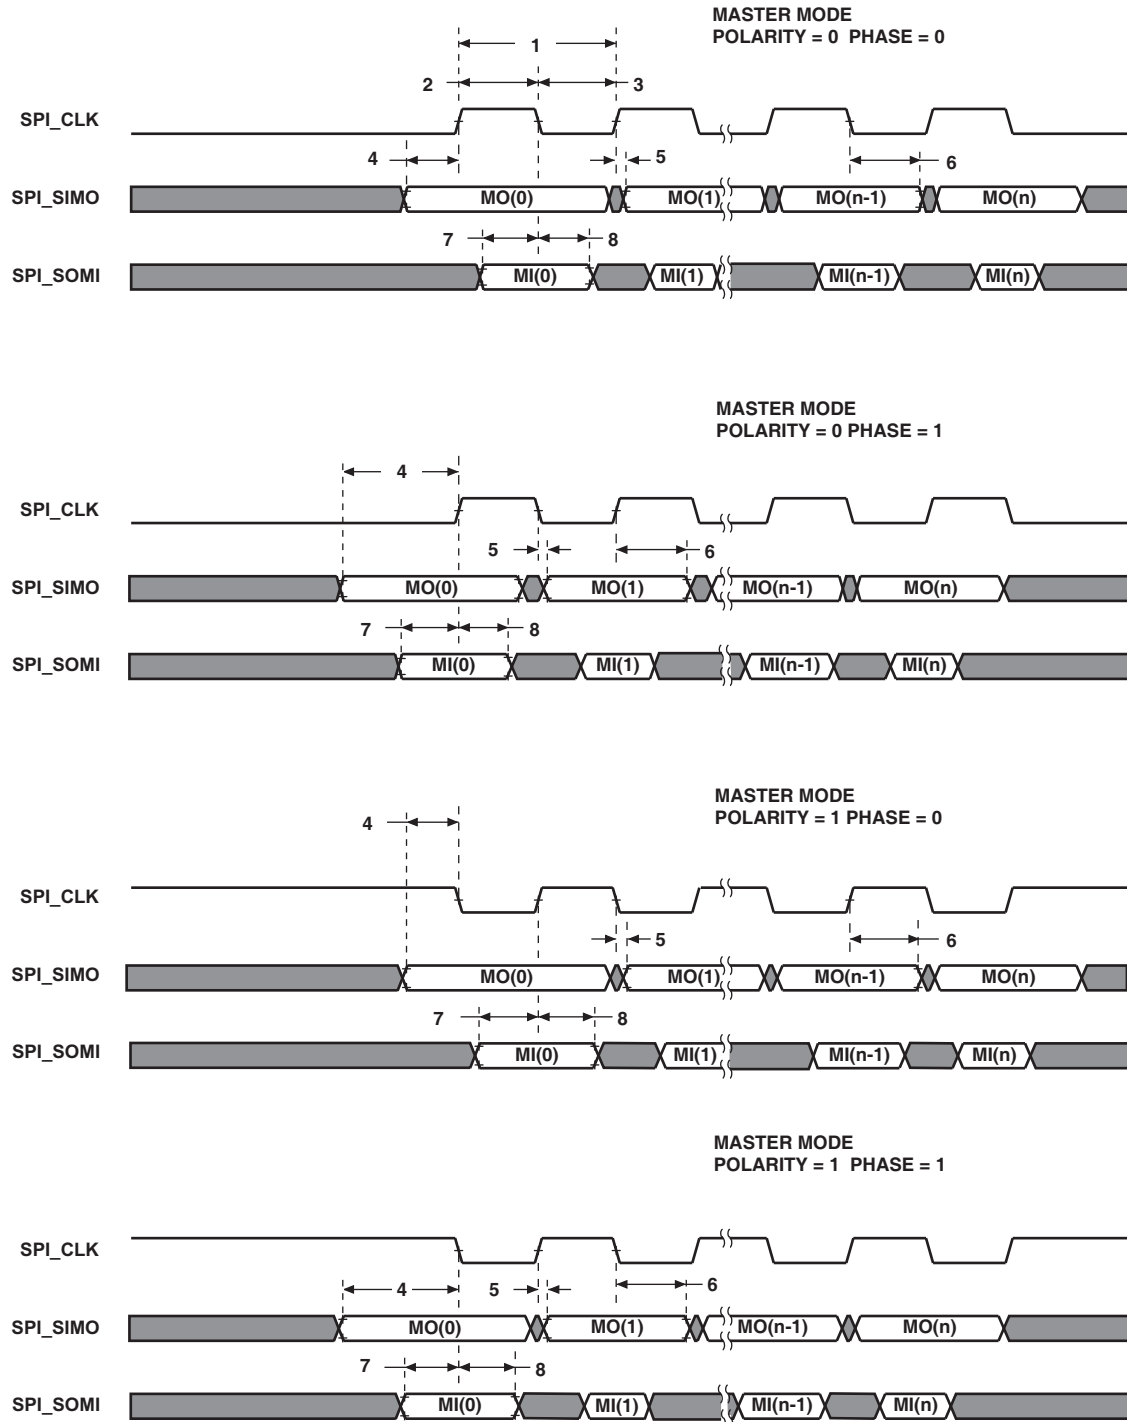 MASTER MODE
POLARITY = 0 PHASE = 0
1
2
3
SPI_CLK
4
5
6
SPI_SIMO
MO(0)
MO(1)
MO(n-1)
MO(n)
7
8
SPI_SOMI
MI(0)
MI(1)
MI(n-1)
MI(n)
MASTER MODE
POLARITY = 0 PHASE = 1
4
SPI_CLK
5
6
SPI_SIMO
MO(0)
MO(1)
MO(n-1)
MO(n)
7
8
SPI_SOMI
MI(0)
MI(1)
MI(n-1)
MI(n)
MASTER MODE
POLARITY = 1 PHASE = 0
4
SPI_CLK
5
6
SPI_SIMO
MO(0)
MO(1)
MO(n-1)
MO(n)
7
8
SPI_SOMI
MI(0)
MI(1)
MI(n-1)
MI(n)
MASTER MODE
POLARITY = 1 PHASE = 1
SPI_CLK
4
5
6
SPI_SIMO
MO(0)
MO(1)
MO(n-1)
MO(n)
7
8
SPI_SOMI
MI(0)
MI(1)
MI(n-1)
MI(n)